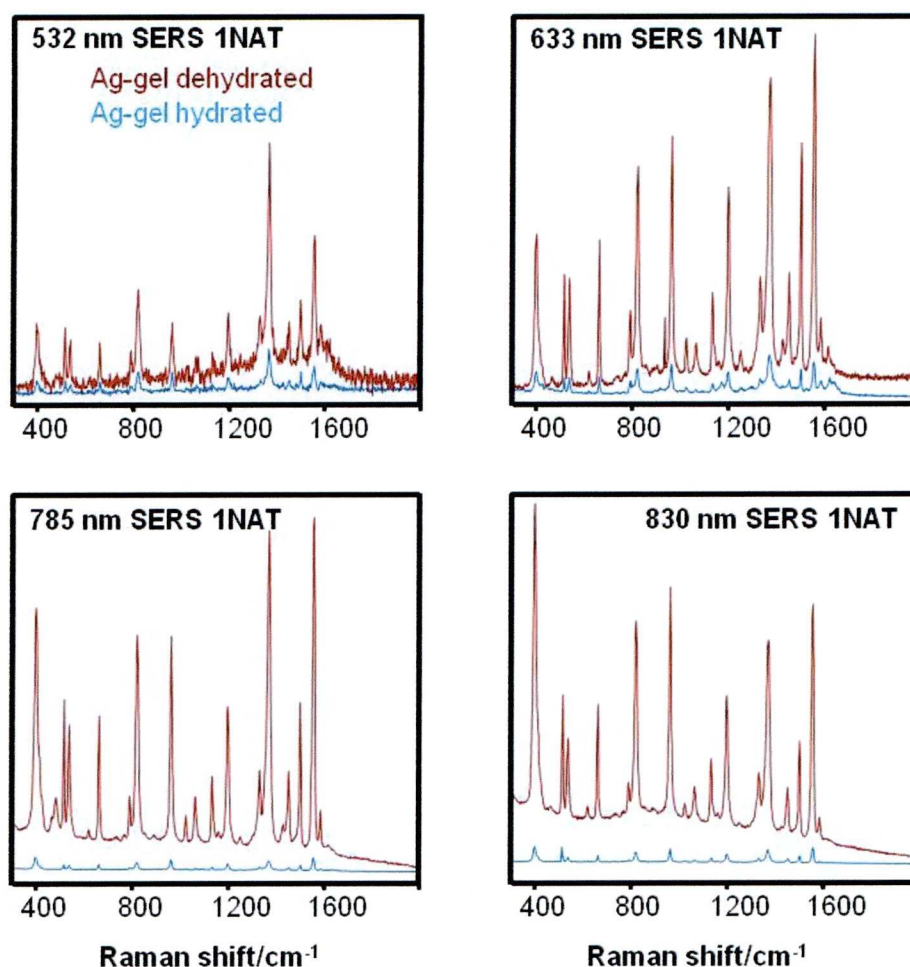 532 nm SERS 1NAT
Ag-gel dehydrated
Ag-gel hydrated
400 800 1200 1600
633 nm SERS 1NAT
400 800 1200 1600
785 nm SERS 1NAT
400 800 1200 1600
Raman shift/cm⁻¹
830 nm SERS 1NAT
400 800 1200 1600
Raman shift/cm⁻¹